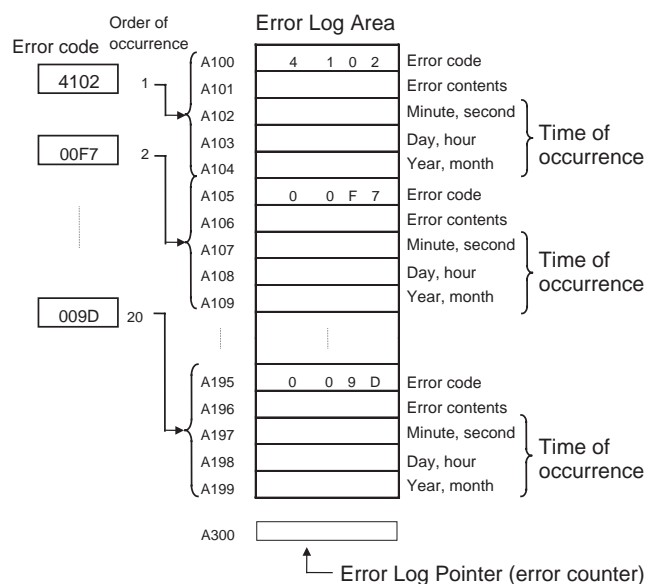 Error code
Order of
occurrence
Error Log Area
4102
1
A100
4 1 0 2
Error code
A101
Error contents
A102
Minute, second
A103
Day, hour
A104
Year, month
Time of
occurrence
00F7
2
A105
0 0 F 7
Error code
A106
Error contents
A107
Minute, second
A108
Day, hour
A109
Year, month
Time of
occurrence
009D
20
A195
0 0 9 D
Error code
A196
Error contents
A197
Minute, second
A198
Day, hour
A199
Year, month
Time of
occurrence
A300
Error Log Pointer (error counter)